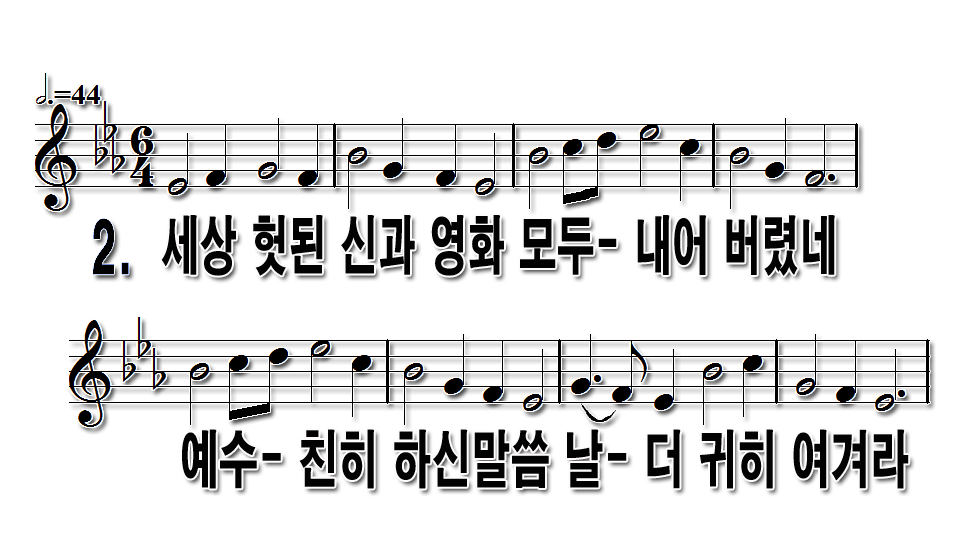 𝅗𝅥.=44
6
4
2. 세상 헛된 신과 영화 모두- 내어 버렸네
예수- 친히 하신말씀 날- 더 귀히 여겨라